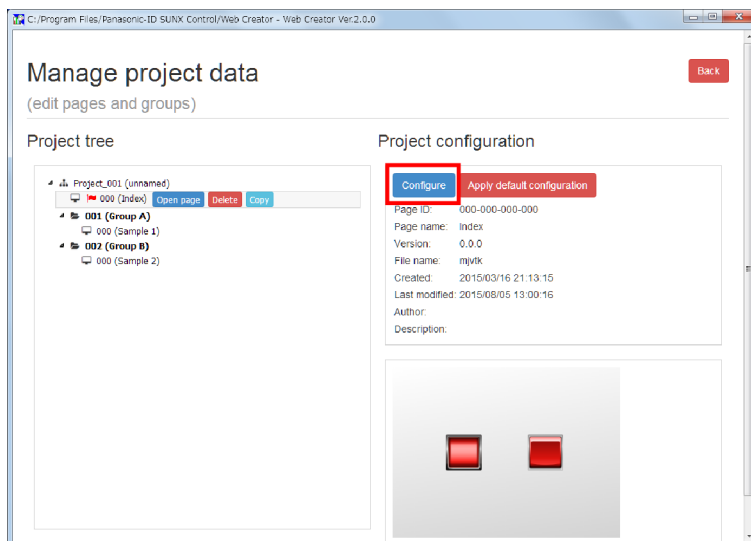 C:/Program Files/Panasonic-ID SUNX Control/Web Creator - Web Creator Ver.2.0.0
Manage project data
Back
(edit pages and groups)
Project tree
Project configuration
Project_001 (unnamed)
000 (Index) Open page Delete Copy
001 (Group A)
000 (Sample 1)
002 (Group B)
000 (Sample 2)
Configure Apply default configuration
Page ID: 000-000-000-000
Page name: Index
Version: 0.0.0
File name: mjvtk
Created: 2015/03/16 21:13:15
Last modified: 2015/08/05 13:00:16
Author:
Description: